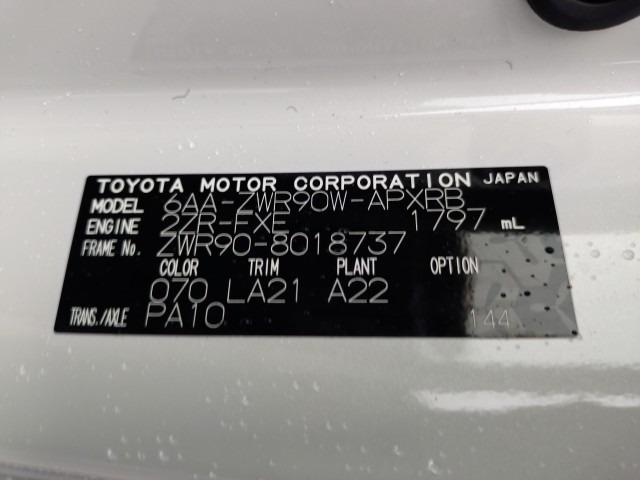 TOYOTA MOTOR CORPORATION JAPAN
MODEL 6AA-ZWR90W-APXRB
ENGINE 2ZR-FXE 1797 mL
FRAME No. ZWR90-8018737
COLOR TRIM PLANT OPTION
070 LA21 A22
TRANS./AXLE PA10 144